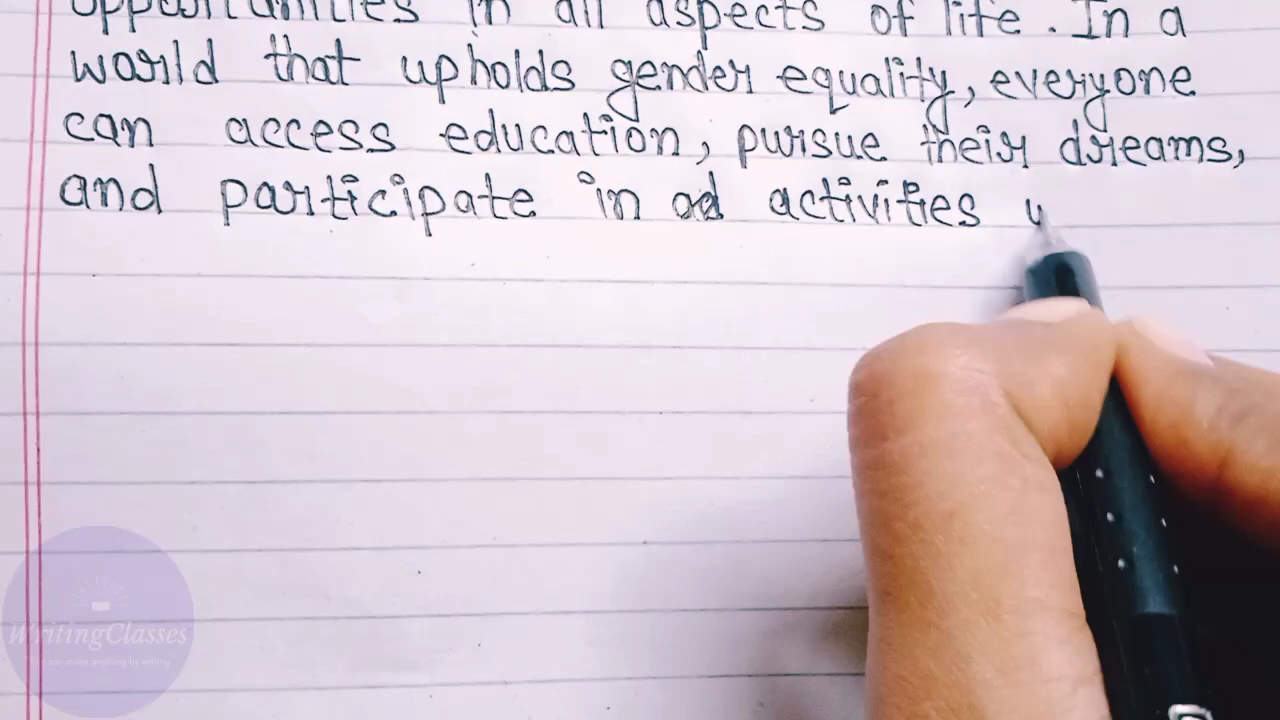 opportunities in all aspects of life. In a
world that upholds gender equality, everyone
can access education, pursue their dreams,
and participate in activities
WritingClasses